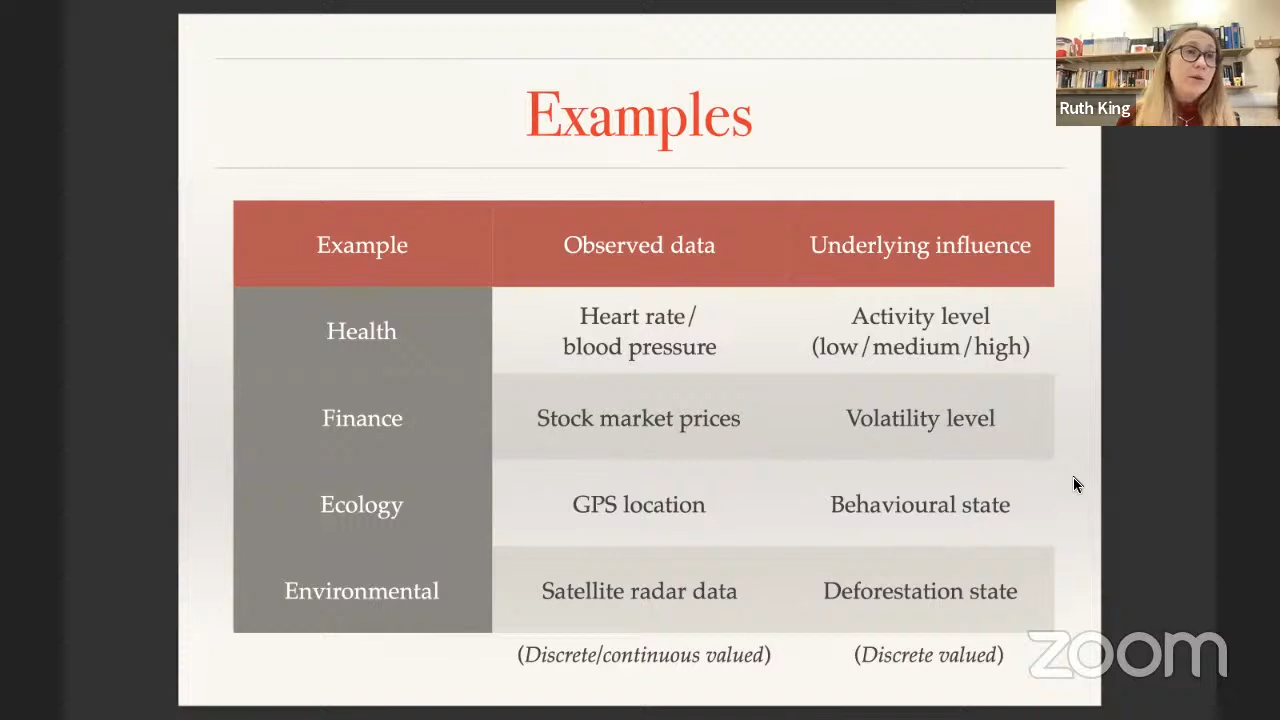 Examples
Ruth King
Example Observed data Underlying influence
Health
Heart rate/
blood pressure
Activity level
(low/medium/high)
Finance Stock market prices Volatility level
Ecology GPS location Behavioural state
Environmental Satellite radar data Deforestation state
(Discrete/continuous valued) (Discrete valued)
zoom